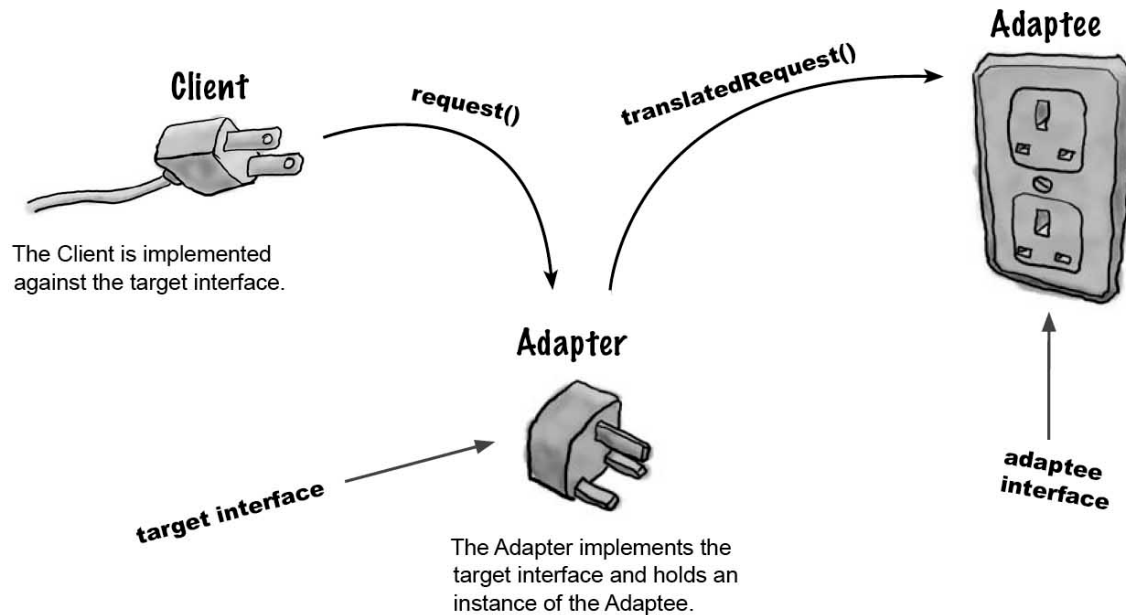 Client
request()
translatedRequest()
Adaptee
The Client is implemented
against the target interface.
Adapter
target interface
adaptee
interface
The Adapter implements the
target interface and holds an
instance of the Adaptee.